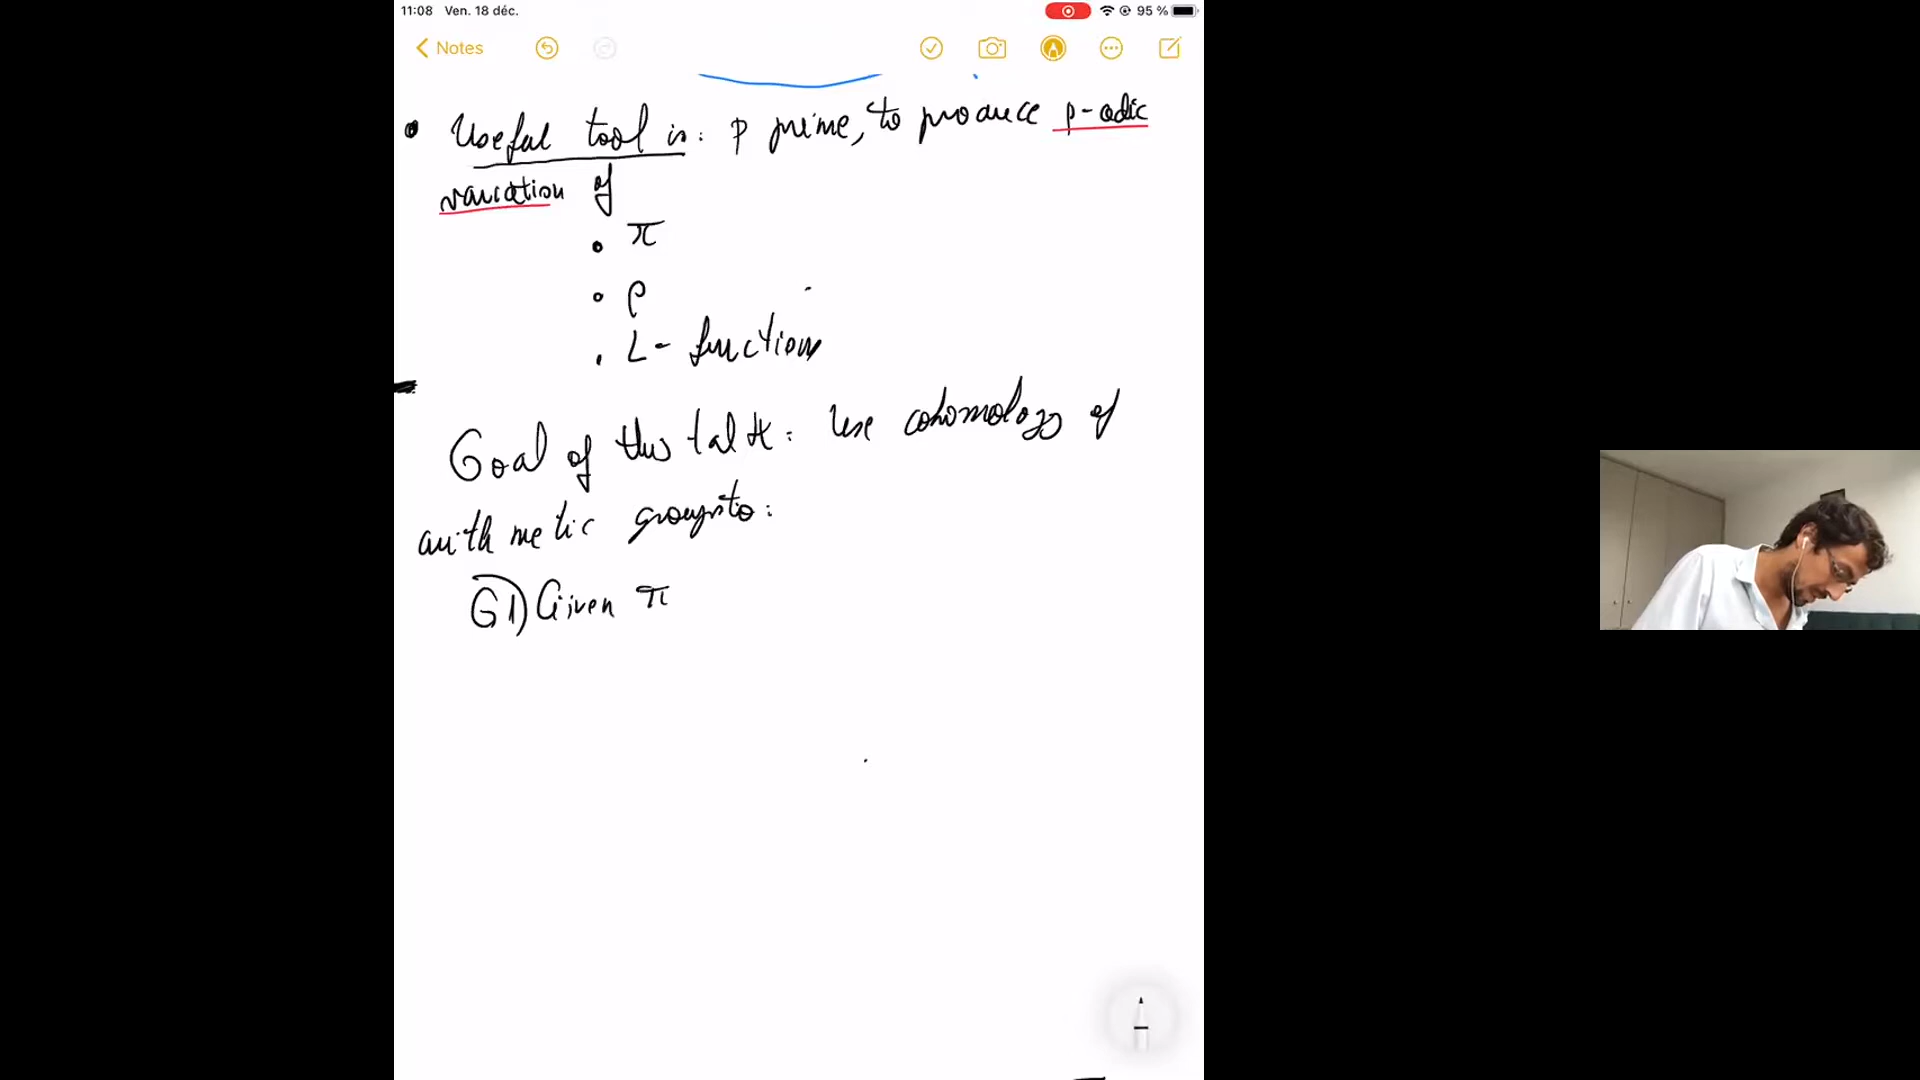 11:08 Ven. 18 déc. 95 %
Notes
• Useful tool is: p prime, to produce p-adic
variation of
• π
• ρ
• L- function
Goal of this talk: Use cohomology of
arithmetic groups to:
G1) Given π